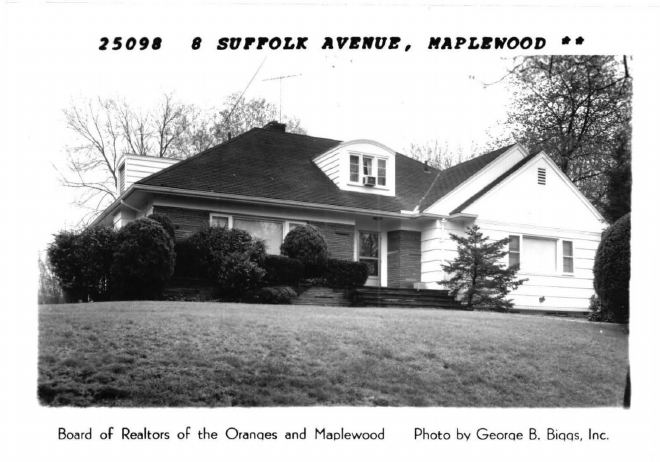 25098 8 SUFFOLK AVENUE, MAPLEWOOD **
Board of Realtors of the Oranges and Maplewood Photo by George B. Biggs, Inc.